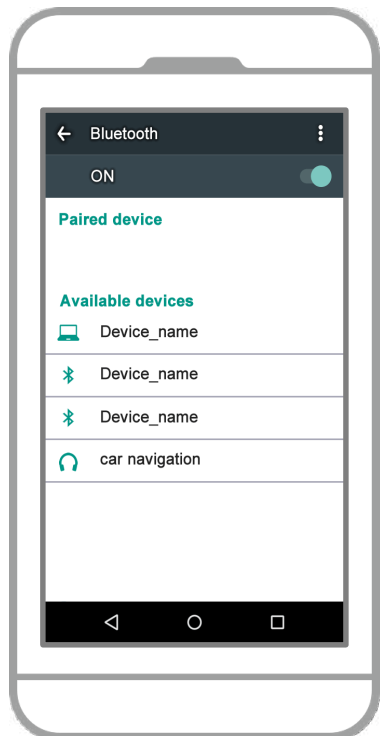 Bluetooth
ON
Paired device
Available devices
Device_name
Device_name
Device_name
car navigation